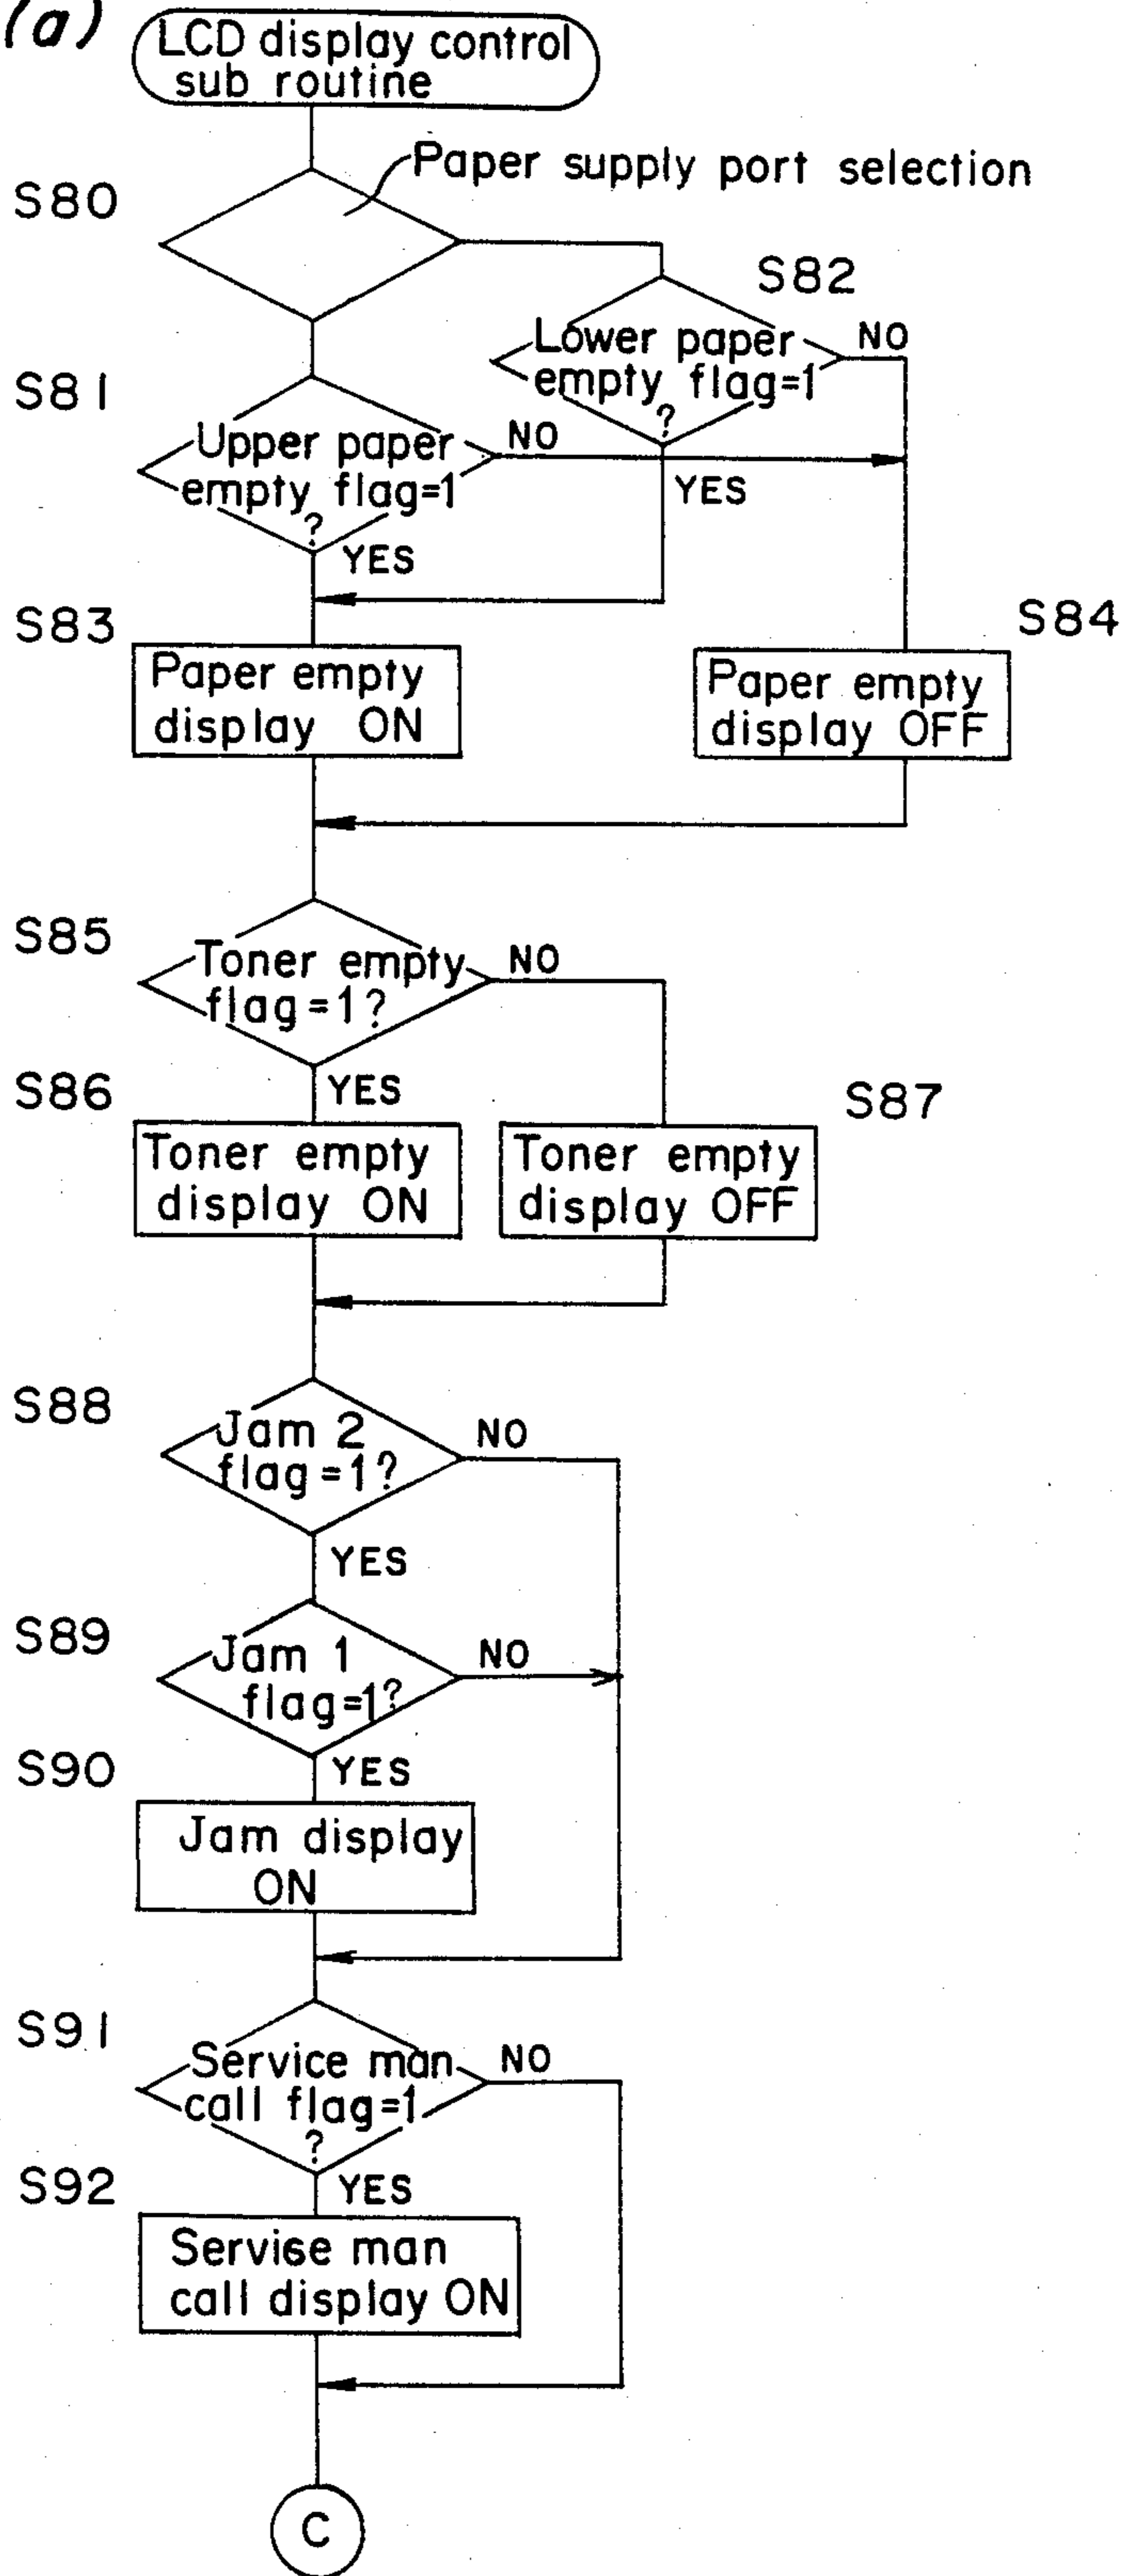 (a)
LCD display control
sub routine
Paper supply port selection
S80
S82
Lower paper
empty flag=1
?
NO
YES
S81
Upper paper
empty flag=1
?
NO
YES
S83
Paper empty
display ON
S84
Paper empty
display OFF
S85
Toner empty
flag=1?
NO
YES
S86
Toner empty
display ON
S87
Toner empty
display OFF
S88
Jam 2
flag=1?
NO
YES
S89
Jam 1
flag=1?
NO
YES
S90
Jam display
ON
S91
Service man
call flag=1
?
NO
YES
S92
Servise man
call display ON
C